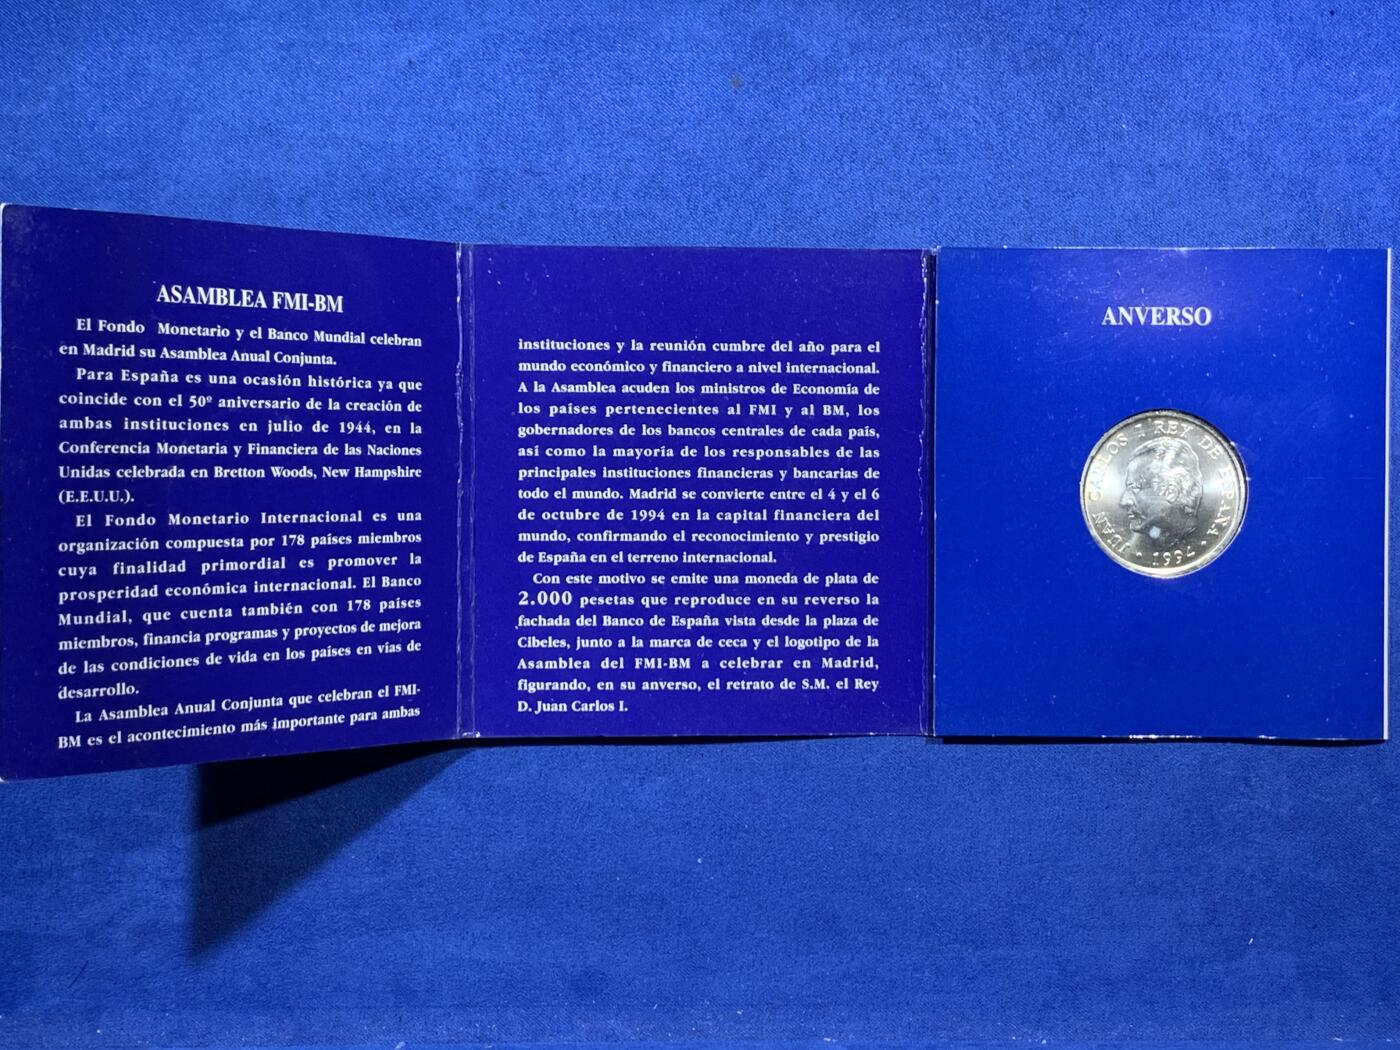 ASAMBLEA FMI-BM
El Fondo Monetario y el Banco Mundial celebran
en Madrid su Asamblea Anual Conjunta.
Para España es una ocasión histórica ya que
coincide con el 50º aniversario de la creación de
ambas instituciones en julio de 1944, en la
Conferencia Monetaria y Financiera de las Naciones
Unidas celebrada en Bretton Woods, New Hampshire
(E.E.U.U.).
El Fondo Monetario Internacional es una
organización compuesta por 178 países miembros
cuya finalidad primordial es promover la
prosperidad económica internacional. El Banco
Mundial, que cuenta también con 178 países
miembros, financia programas y proyectos de mejora
de las condiciones de vida en los países en vías de
desarrollo.
La Asamblea Anual Conjunta que celebran el FMI-
BM es el acontecimiento más importante para ambas
instituciones y la reunión cumbre del año para el
mundo económico y financiero a nivel internacional.
A la Asamblea acuden los ministros de Economía de
los países pertenecientes al FMI y al BM, los
gobernadores de los bancos centrales de cada país,
así como la mayoría de los responsables de las
principales instituciones financieras y bancarias de
todo el mundo. Madrid se convierte entre el 4 y el 6
de octubre de 1994 en la capital financiera del
mundo, confirmando el reconocimiento y prestigio
de España en el terreno internacional.
Con este motivo se emite una moneda de plata de
2.000 pesetas que reproduce en su reverso la
fachada del Banco de España vista desde la plaza de
Cibeles, junto a la marca de ceca y el logotipo de la
Asamblea del FMI-BM a celebrar en Madrid,
figurando, en su anverso, el retrato de S.M. el Rey
D. Juan Carlos I.
ANVERSO
JUAN CARLOS I REY DE ESPAÑA
• 1994 •